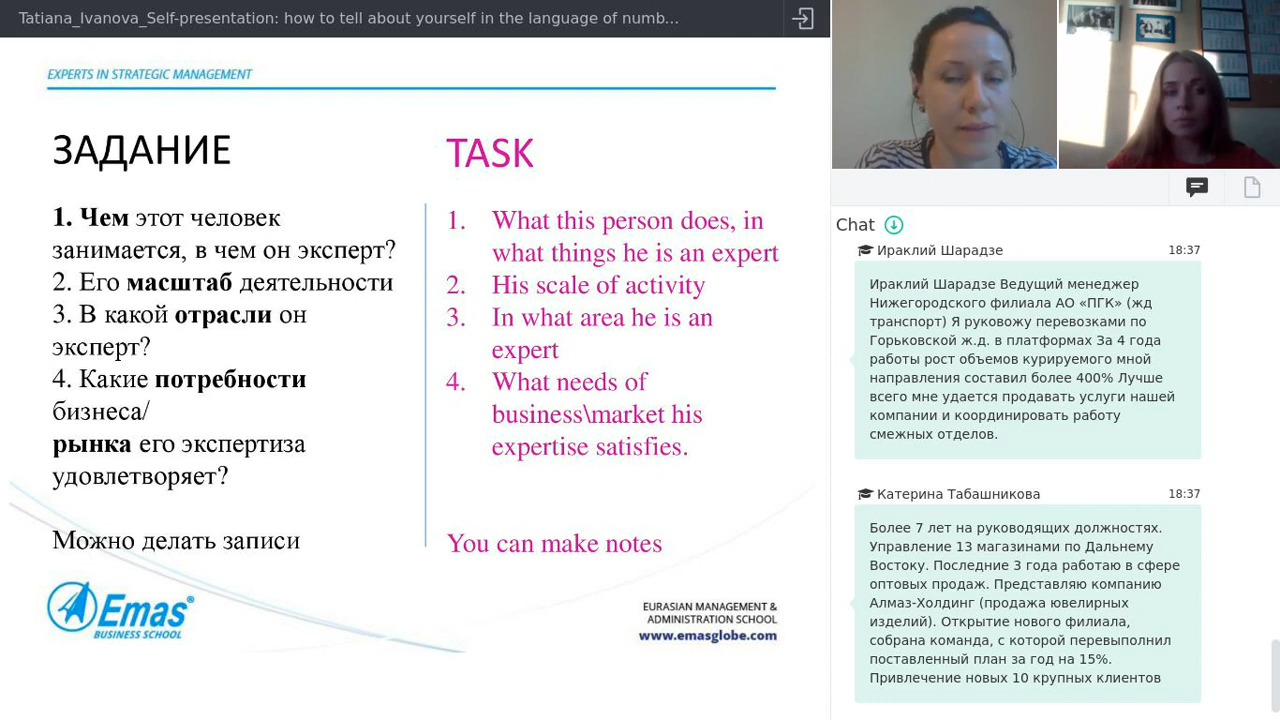 Tatiana_Ivanova_Self-presentation: how to tell about yourself in the language of numb...
EXPERTS IN STRATEGIC MANAGEMENT
ЗАДАНИЕ
1. Чем этот человек
занимается, в чем он эксперт?
2. Его масштаб деятельности
3. В какой отрасли он
эксперт?
4. Какие потребности
бизнеса/
рынка его экспертиза
удовлетворяет?
Можно делать записи
TASK
1. What this person does, in
what things he is an expert
2. His scale of activity
3. In what area he is an
expert
4. What needs of
business\market his
expertise satisfies.
You can make notes
Emas®
BUSINESS SCHOOL
EURASIAN MANAGEMENT &
ADMINISTRATION SCHOOL
www.emasglobe.com
Chat
Ираклий Шарадзе 18:37
Ираклий Шарадзе Ведущий менеджер
Нижегородского филиала АО «ПГК» (жд
транспорт) Я руковожу перевозками по
Горьковской ж.д. в платформах За 4 года
работы рост объемов курируемого мной
направления составил более 400% Лучше
всего мне удается продавать услуги нашей
компании и координировать работу
смежных отделов.
Катерина Табашникова 18:37
Более 7 лет на руководящих должностях.
Управление 13 магазинами по Дальнему
Востоку. Последние 3 года работаю в сфере
оптовых продаж. Представляю компанию
Алмаз-Холдинг (продажа ювелирных
изделий). Открытие нового филиала,
собрана команда, с которой перевыполнил
поставленный план за год на 15%.
Привлечение новых 10 крупных клиентов